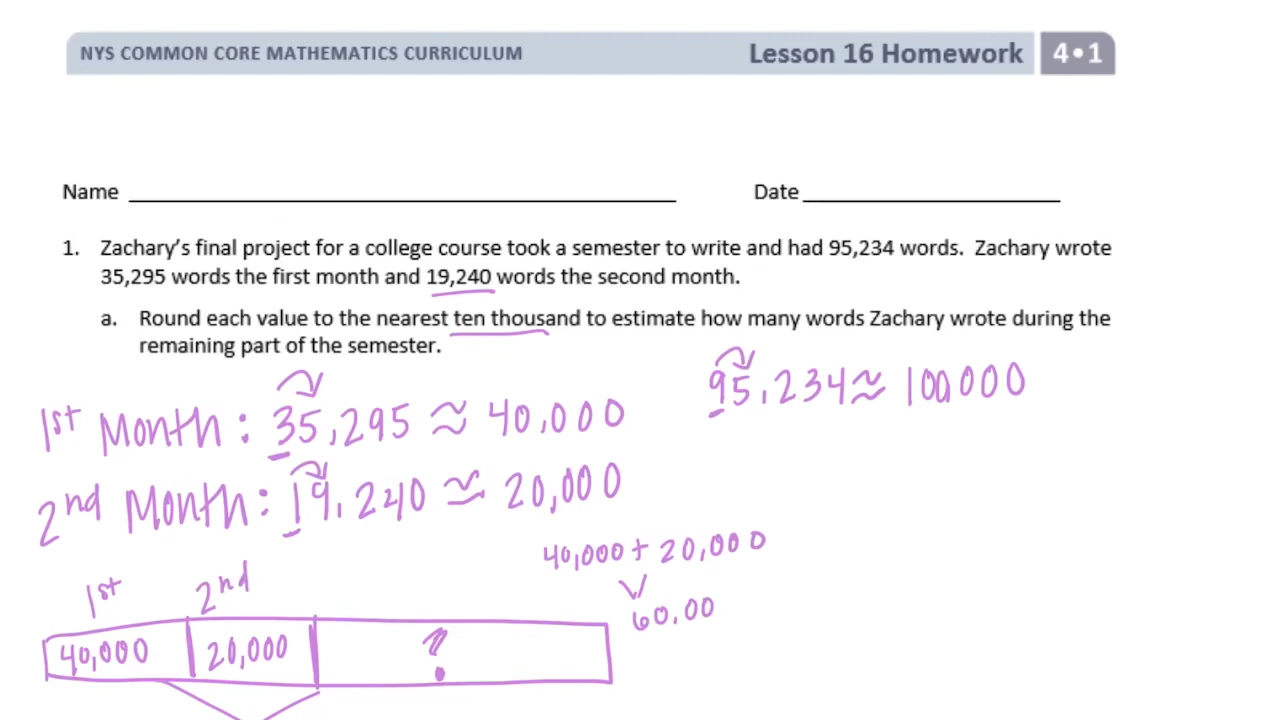 NYS COMMON CORE MATHEMATICS CURRICULUM Lesson 16 Homework 4•1
Name Date
1. Zachary's final project for a college course took a semester to write and had 95,234 words. Zachary wrote
35,295 words the first month and 19,240 words the second month.
a. Round each value to the nearest ten thousand to estimate how many words Zachary wrote during the
remaining part of the semester.
95,234 ≈ 100,000
1st Month: 35,295 ≈ 40,000
2nd Month: 19,240 ≈ 20,000
40,000 + 20,000
60,00
1st 2nd
40,000 20,000 ?